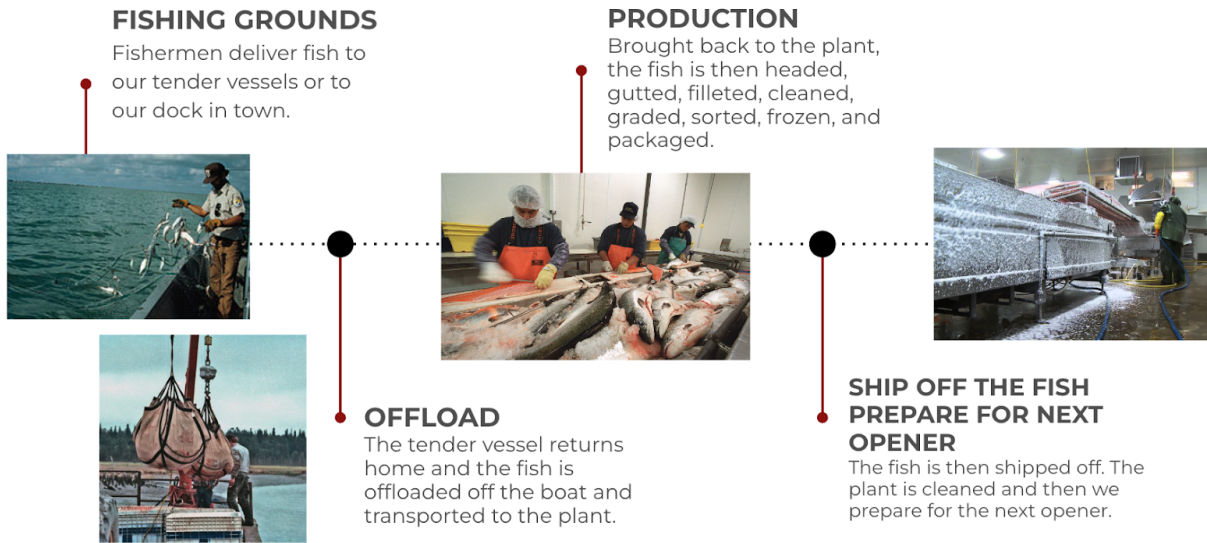 FISHING GROUNDS
Fishermen deliver fish to
our tender vessels or to
our dock in town.
OFFLOAD
The tender vessel returns
home and the fish is
offloaded off the boat and
transported to the plant.
PRODUCTION
Brought back to the plant,
the fish is then headed,
gutted, filleted, cleaned,
graded, sorted, frozen, and
packaged.
SHIP OFF THE FISH
PREPARE FOR NEXT
OPENER
The fish is then shipped off. The
plant is cleaned and then we
prepare for the next opener.